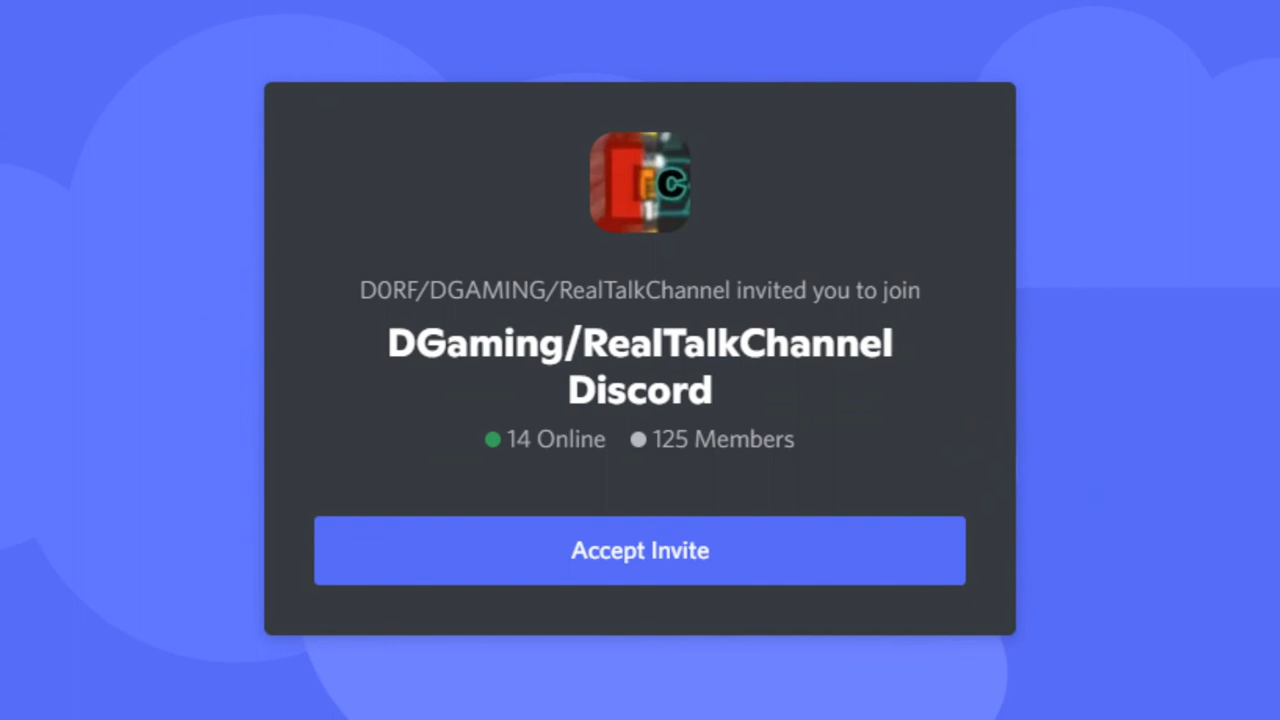 D0RF/DGAMING/RealTalkChannel invited you to join
DGaming/RealTalkChannel
Discord
14 Online 125 Members
Accept Invite